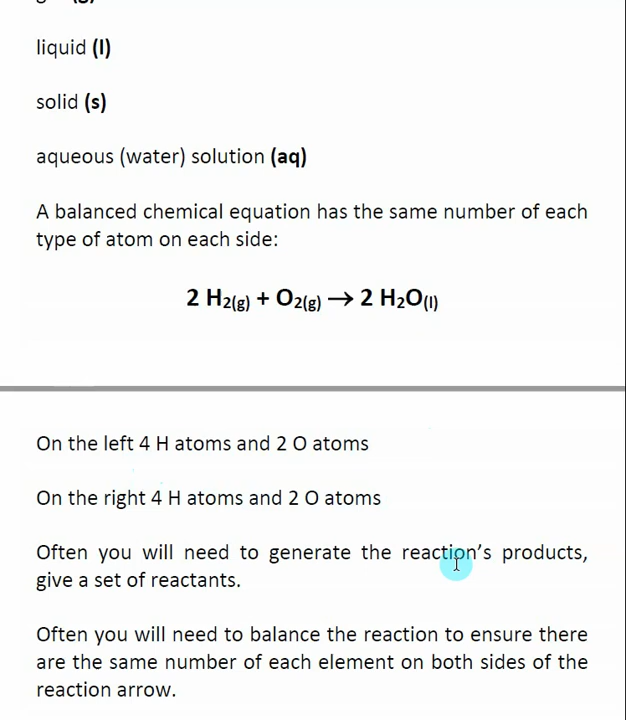 liquid (l)
solid (s)
aqueous (water) solution (aq)
A balanced chemical equation has the same number of each
type of atom on each side:
2 H2(g) + O2(g) → 2 H2O(l)
On the left 4 H atoms and 2 O atoms
On the right 4 H atoms and 2 O atoms
Often you will need to generate the reaction’s products,
give a set of reactants.
Often you will need to balance the reaction to ensure there
are the same number of each element on both sides of the
reaction arrow.